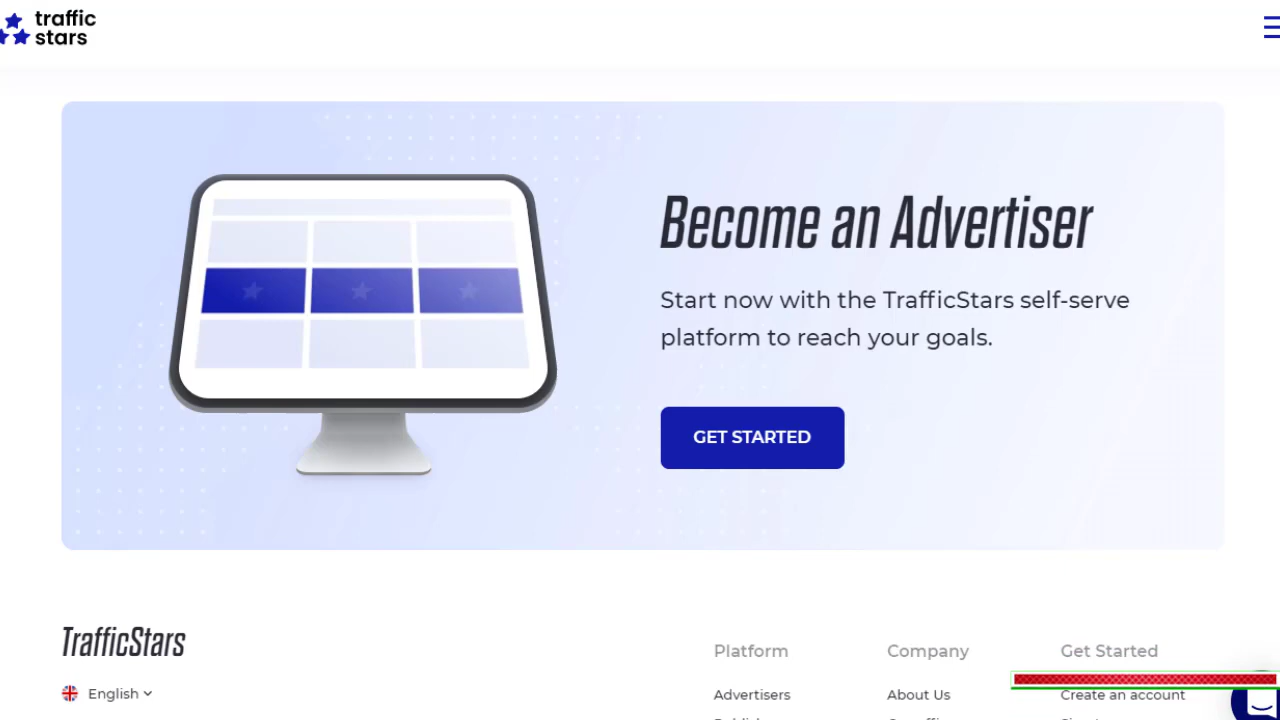 traffic
stars
Become an Advertiser
Start now with the TrafficStars self-serve
platform to reach your goals.
GET STARTED
TrafficStars
Platform
Company
Get Started
English
Advertisers
About Us
Create an account